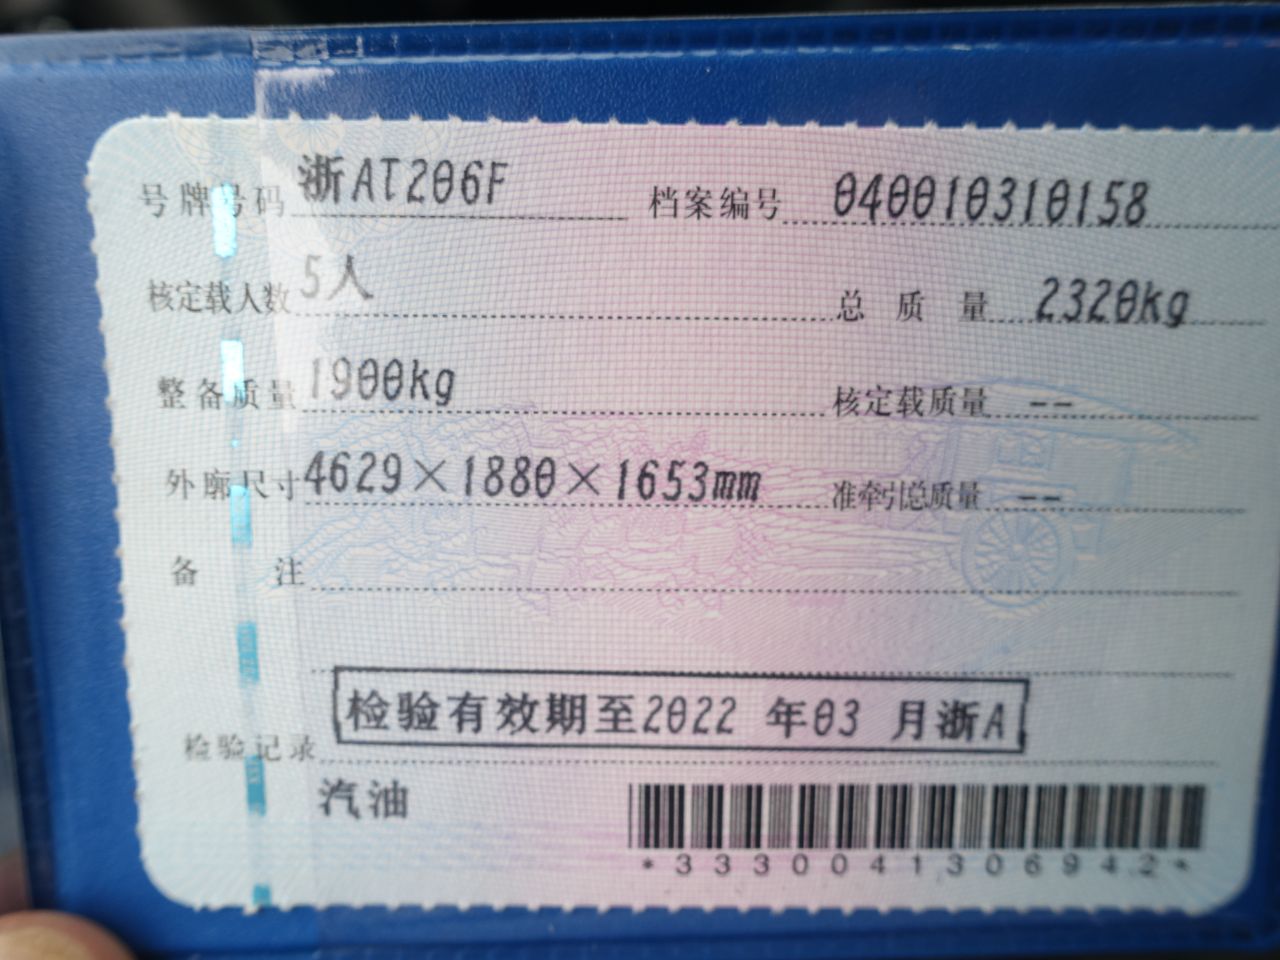 号牌号码 浙AT206F 档案编号 040010310158
核定载人数 5人 总质量 2320kg
整备质量 1900kg 核定载质量 --
外廓尺寸 4629×1880×1653mm 准牵引总质量 --
备注
检验记录 检验有效期至2022 年03 月浙A
汽油
*3330041306942*